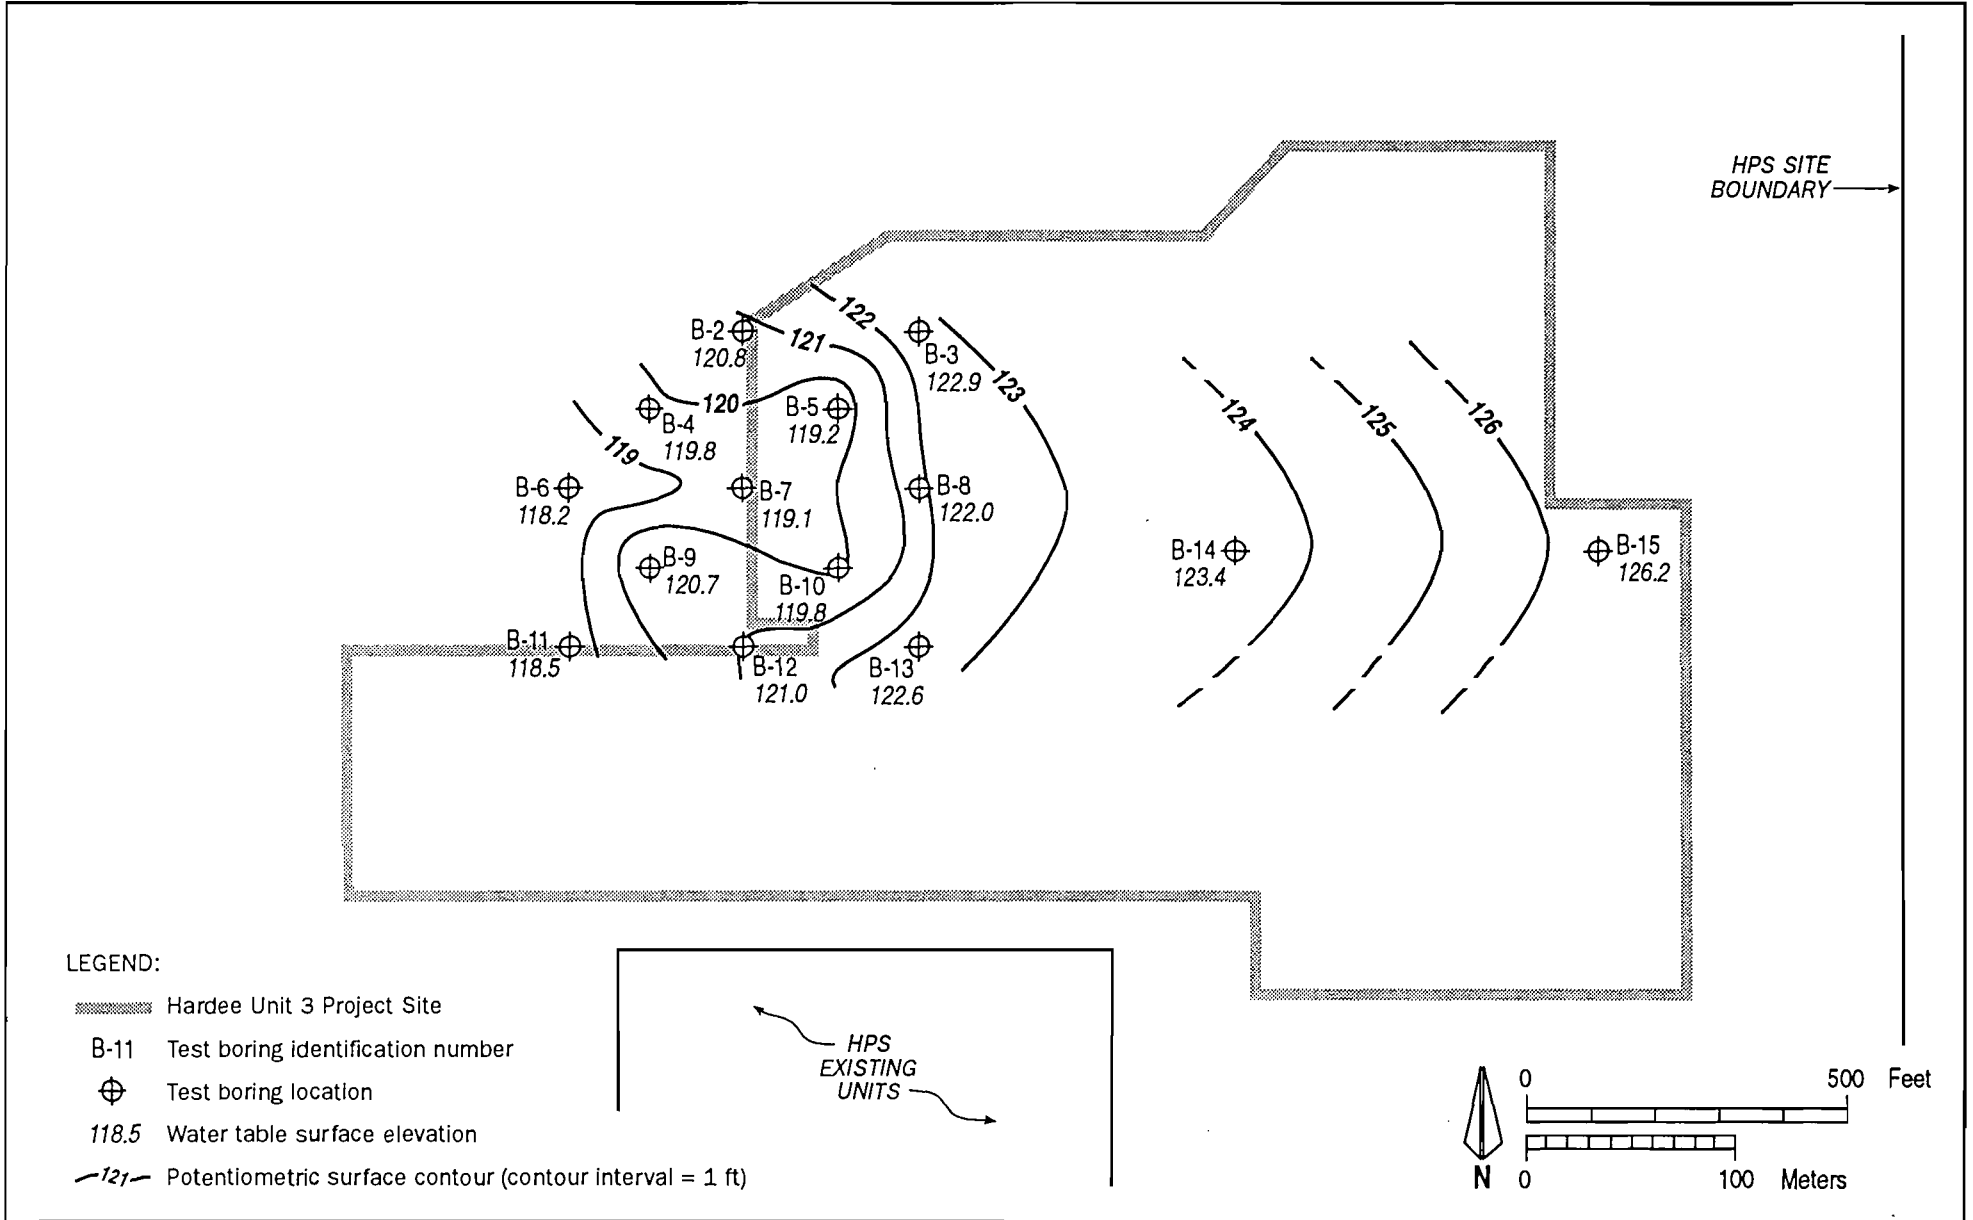 HPS SITE
BOUNDARY
122
B-2
120.8
121
B-3
122.9
123
120
B-5
119.2
B-4
119.8
124
125
126
119
B-6
118.2
B-7
119.1
B-8
122.0
B-14
123.4
B-15
126.2
B-9
120.7
B-10
119.8
B-11
118.5
B-12
121.0
B-13
122.6
LEGEND:
Hardee Unit 3 Project Site
B-11 Test boring identification number
Test boring location
118.5 Water table surface elevation
121 Potentiometric surface contour (contour interval = 1 ft)
HPS
EXISTING
UNITS
N
0 500 Feet
0 100 Meters